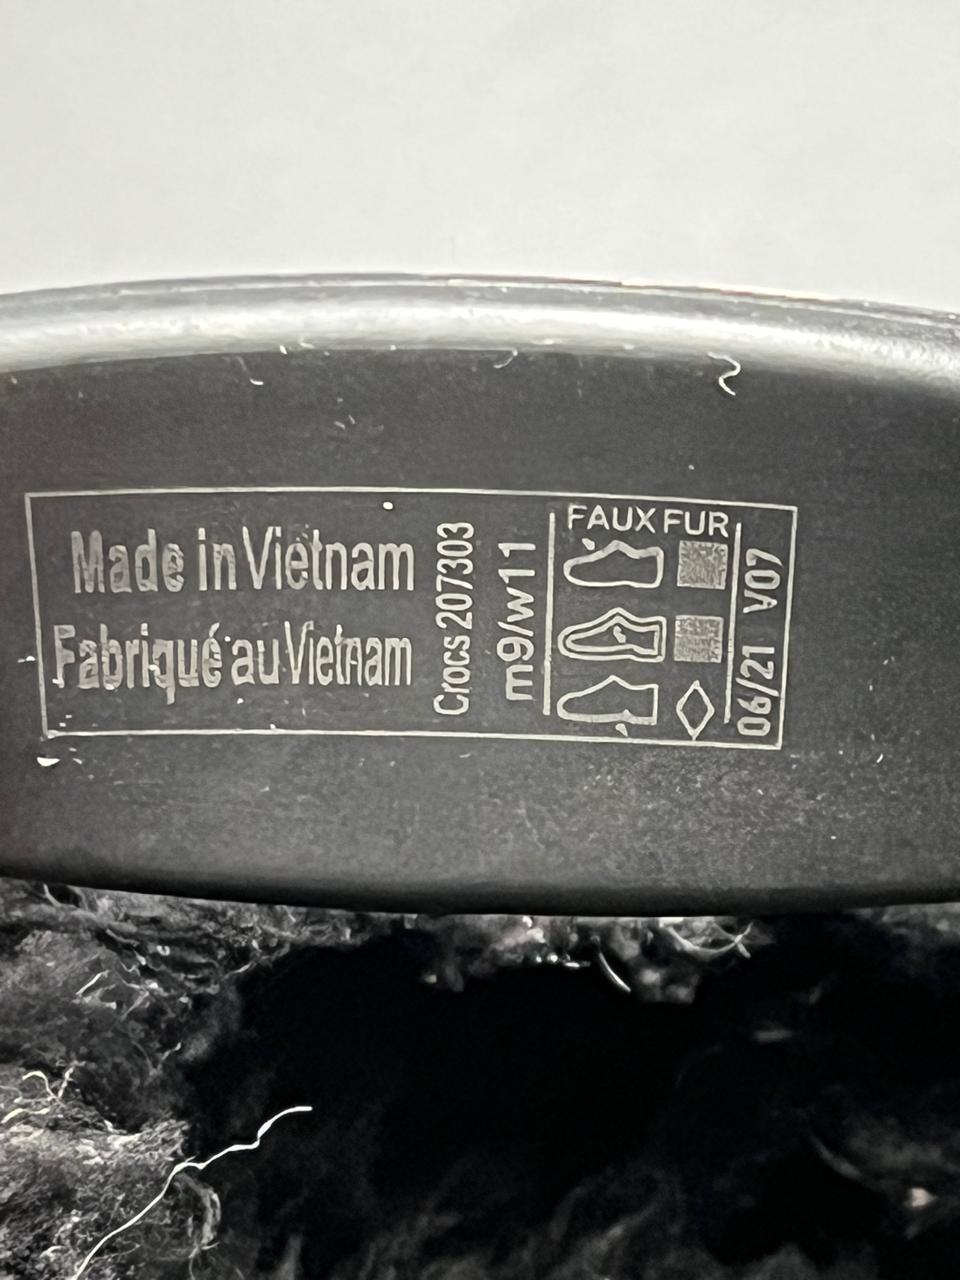 Made in Vietnam
Fabriqué au Vietnam
Crocs 207303
m9/w11
FAUX FUR
06/21 V07